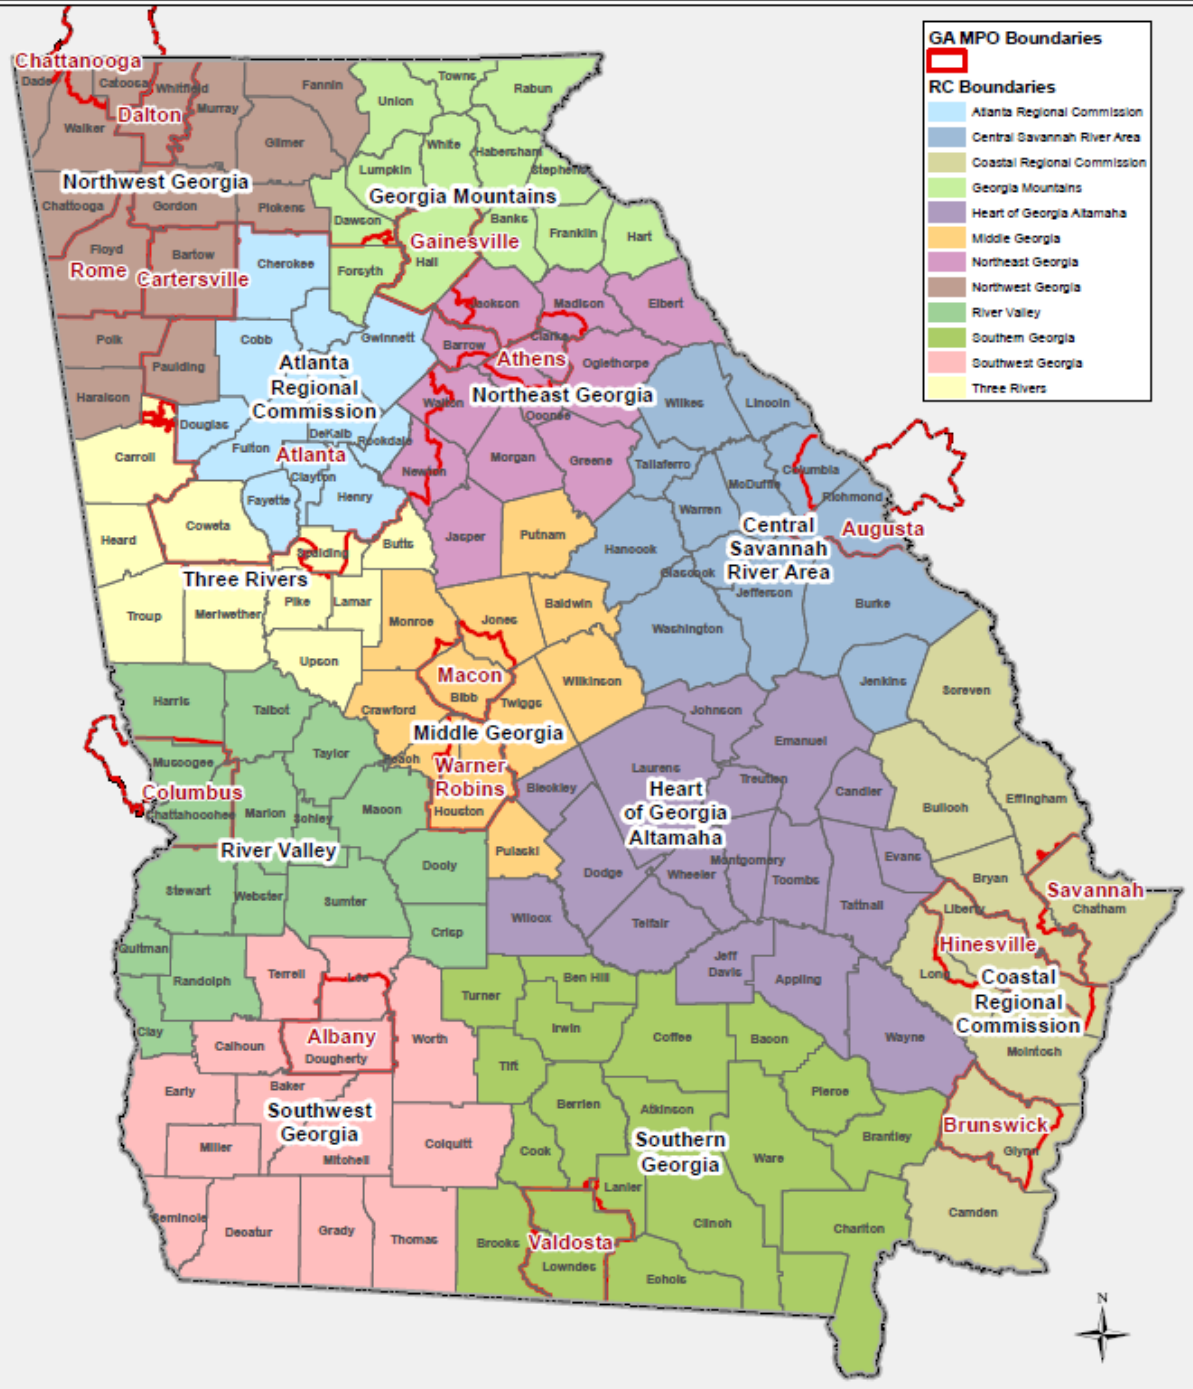 GA MPO Boundaries
RC Boundaries
Atlanta Regional Commission
Central Savannah River Area
Coastal Regional Commission
Georgia Mountains
Heart of Georgia Altamaha
Middle Georgia
Northeast Georgia
Northwest Georgia
River Valley
Southern Georgia
Southwest Georgia
Three Rivers
Chattanooga
Dade
Catoosa
Whitfield
Murray
Fannin
Union
Towns
Rabun
Dalton
Walker
Gilmer
White
Habersham
Lumpkin
Stephens
Northwest Georgia
Georgia Mountains
Chattooga
Gordon
Pickens
Dawson
Banks
Franklin
Hart
Gainesville
Floyd
Bartow
Rome
Cartersville
Cherokee
Forsyth
Hall
Jackson
Madison
Elbert
Polk
Paulding
Cobb
Gwinnett
Barrow
Clarke
Athens
Oglethorpe
Atlanta
Regional
Commission
Northeast Georgia
Haralson
Douglas
DeKalb
Rockdale
Walton
Oconee
Wilkes
Lincoln
Carroll
Fulton
Atlanta
Clayton
Newton
Morgan
Greene
Taliaferro
McDuffie
Columbia
Richmond
Fayette
Henry
Warren
Coweta
Heard
Spalding
Butts
Jasper
Putnam
Hancock
Central
Savannah
River Area
Augusta
Three Rivers
Glascock
Jefferson
Burke
Troup
Meriwether
Pike
Lamar
Monroe
Jones
Baldwin
Washington
Upson
Macon
Bibb
Twiggs
Wilkinson
Jenkins
Screven
Harris
Talbot
Crawford
Johnson
Emanuel
Middle Georgia
Taylor
Peach
Warner
Robins
Houston
Muscogee
Columbus
Chattahoochee
Marion
Schley
Macon
Bleckley
Laurens
Treutlen
Candler
Bulloch
Effingham
Heart
of Georgia
Altamaha
River Valley
Dooly
Pulaski
Dodge
Wheeler
Montgomery
Toombs
Evans
Tattnall
Bryan
Savannah
Chatham
Stewart
Webster
Sumter
Crisp
Wilcox
Telfair
Liberty
Hinesville
Long
Coastal
Regional
Commission
Quitman
Randolph
Terrell
Lee
Turner
Ben Hill
Jeff
Davis
Appling
Wayne
Clay
Calhoun
Albany
Dougherty
Worth
Irwin
Coffee
Bacon
McIntosh
Tift
Early
Baker
Southwest
Georgia
Berrien
Atkinson
Pierce
Brunswick
Glynn
Miller
Mitchell
Colquitt
Cook
Southern
Georgia
Ware
Brantley
Lanier
Seminole
Decatur
Grady
Thomas
Brooks
Valdosta
Lowndes
Clinch
Echols
Charlton
Camden
N